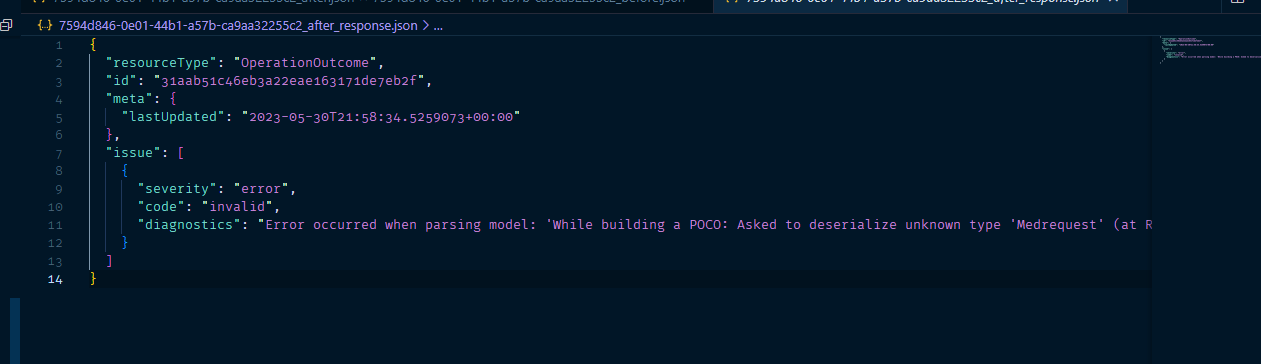 {..} 7594d846-0e01-44b1-a57b-ca9aa32255c2_after_response.json > ...
1 {
2 "resourceType": "OperationOutcome",
3 "id": "31aab51c46eb3a22eae163171de7eb2f",
4 "meta": {
5 "lastUpdated": "2023-05-30T21:58:34.5259073+00:00"
6 },
7 "issue": [
8 {
9 "severity": "error",
10 "code": "invalid",
11 "diagnostics": "Error occurred when parsing model: 'While building a POCO: Asked to deserialize unknown type 'Medrequest' (at R
12 }
13 ]
14 }